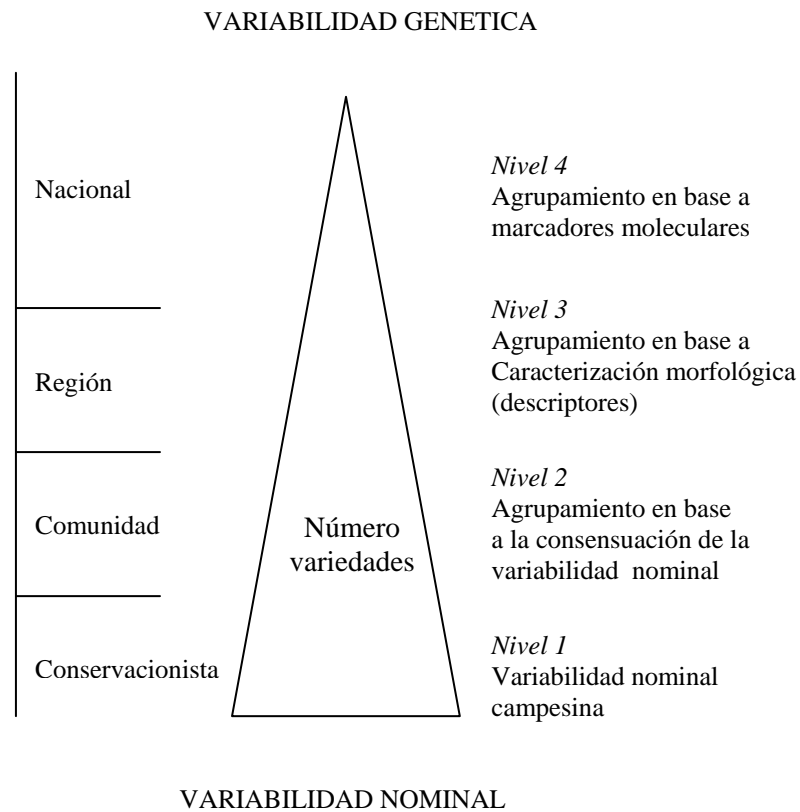 VARIABILIDAD GENETICA
Nacional
Nivel 4
Agrupamiento en base a
marcadores moleculares
Región
Nivel 3
Agrupamiento en base a
Caracterización morfológica
(descriptores)
Comunidad
Número
variedades
Nivel 2
Agrupamiento en base
a la consensuación de la
variabilidad nominal
Conservacionista
Nivel 1
Variabilidad nominal
campesina
VARIABILIDAD NOMINAL